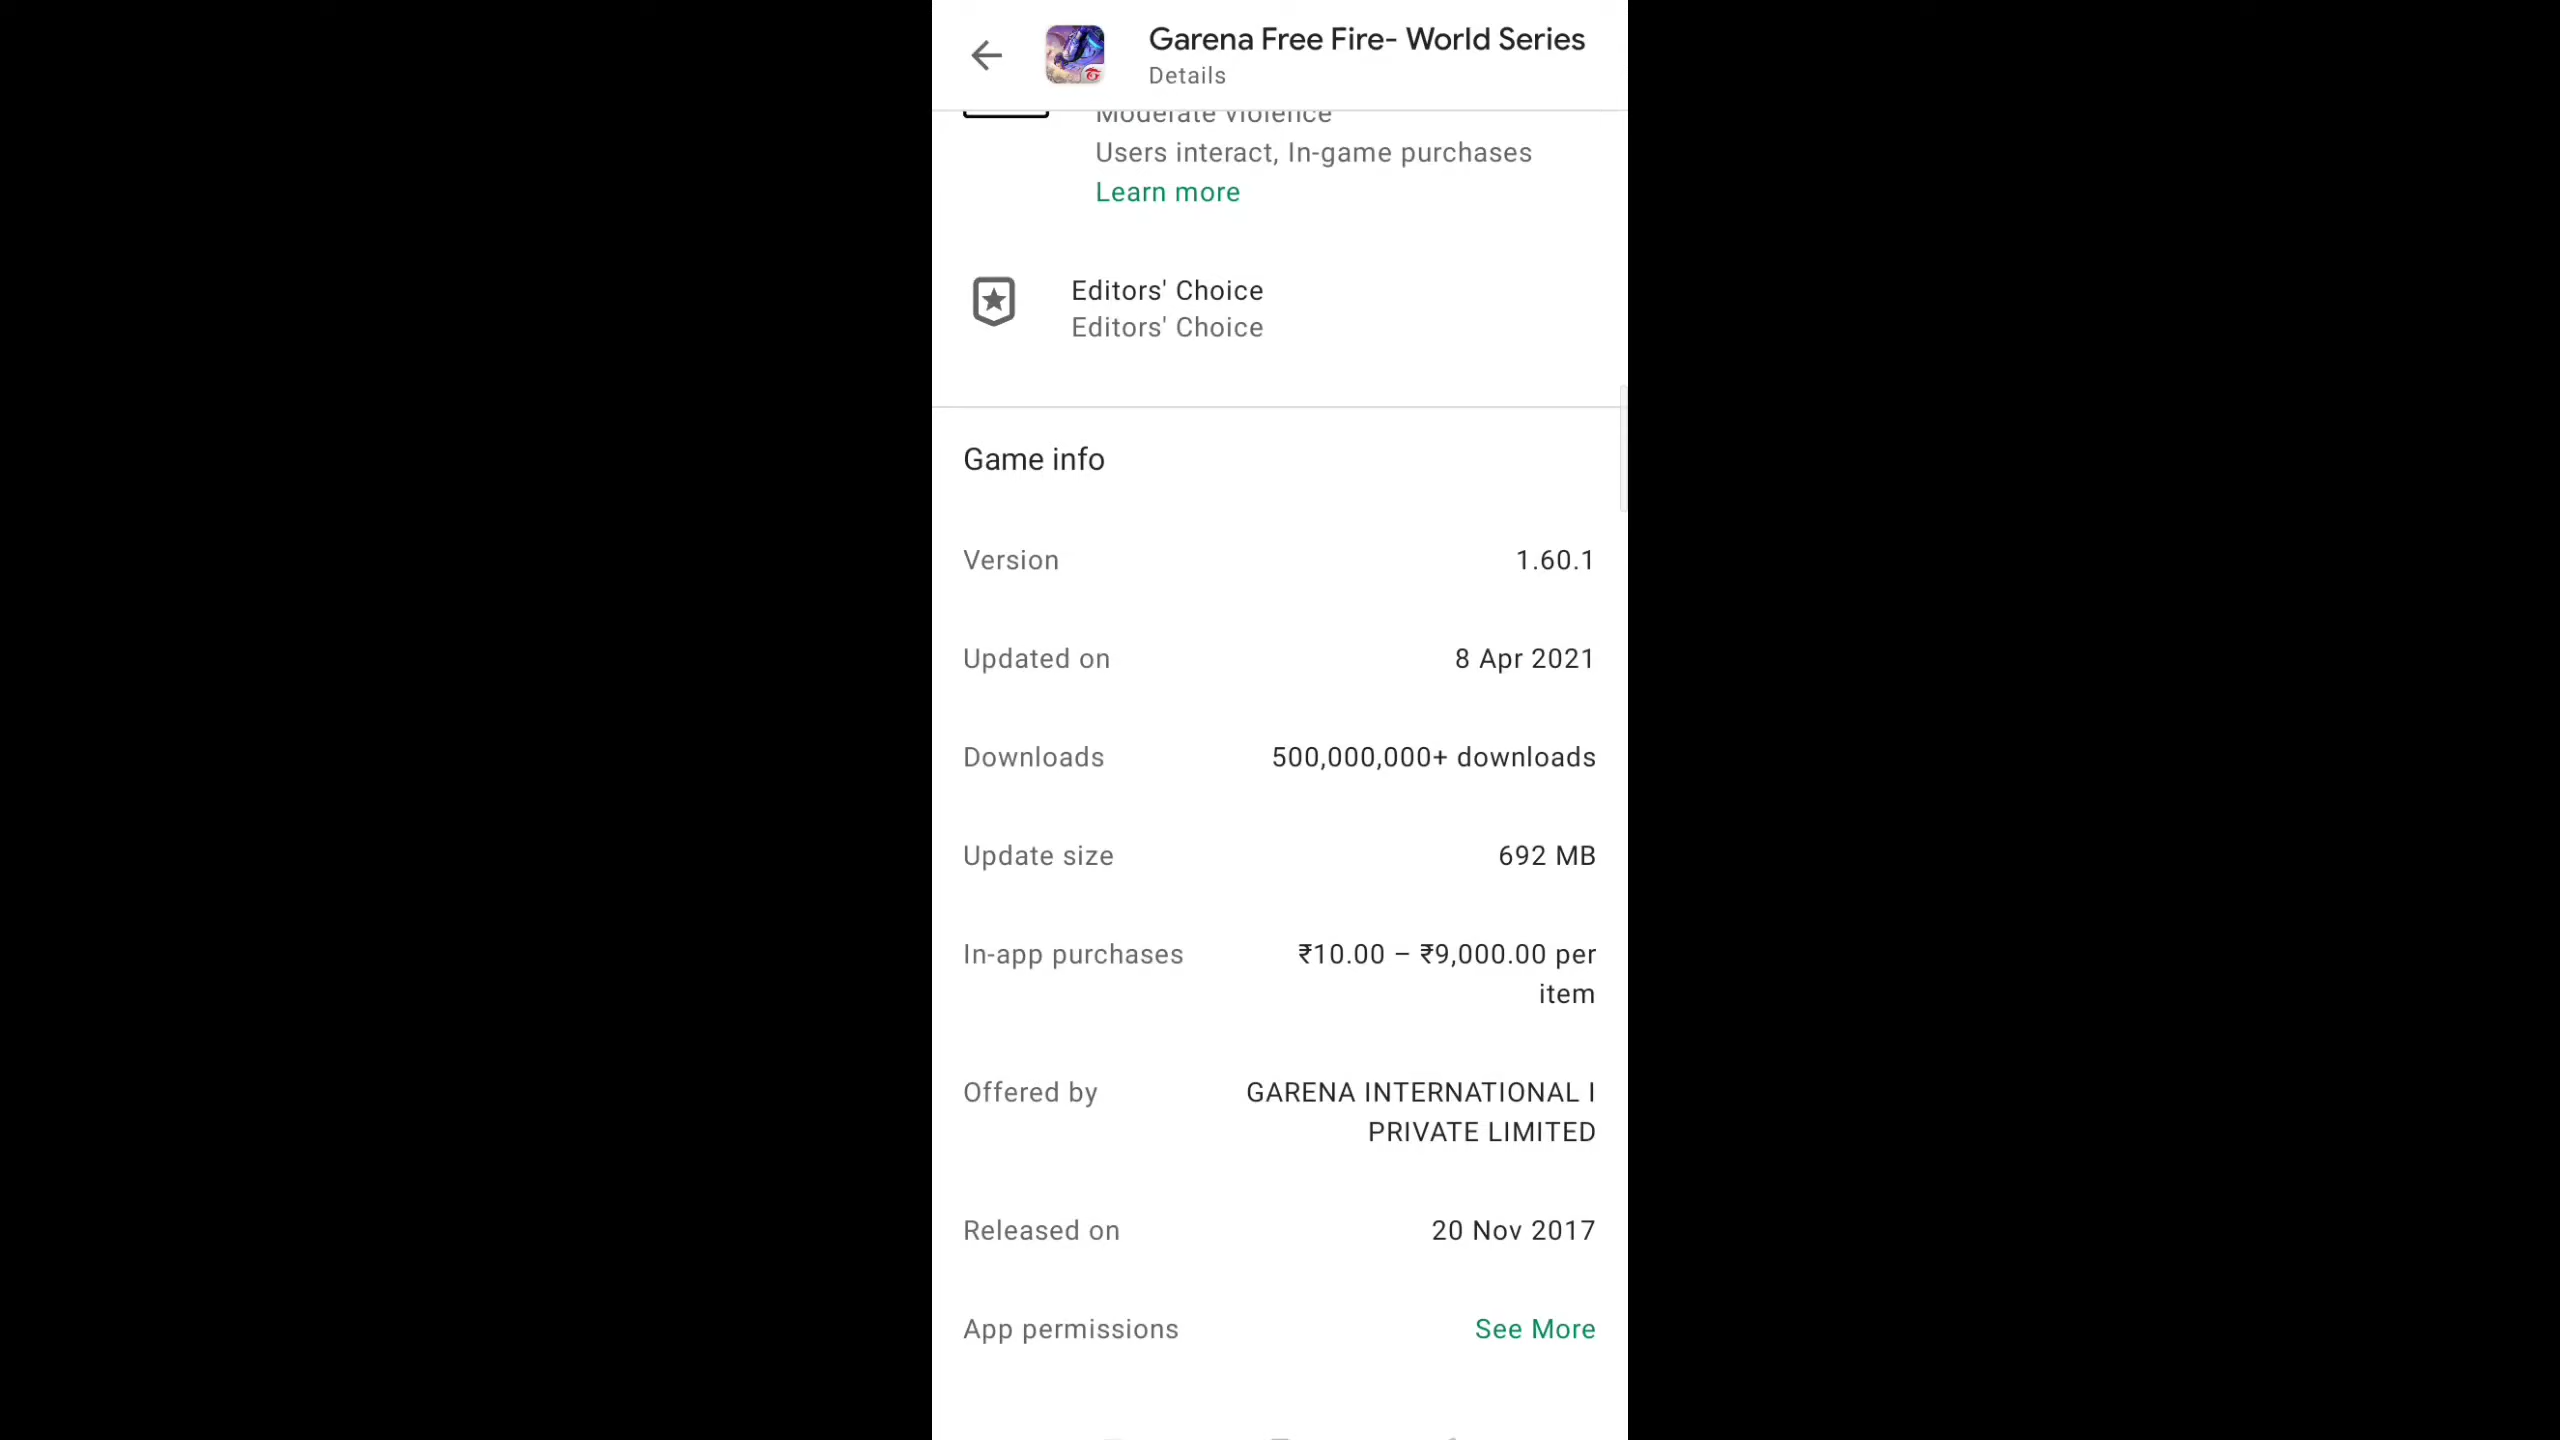 Garena Free Fire- World Series
Details
Moderate Violence
Users interact, In-game purchases
Learn more
Editors' Choice
Editors' Choice
Game info
Version 1.60.1
Updated on 8 Apr 2021
Downloads 500,000,000+ downloads
Update size 692 MB
In-app purchases ₹10.00 – ₹9,000.00 per
item
Offered by GARENA INTERNATIONAL I
PRIVATE LIMITED
Released on 20 Nov 2017
App permissions See More